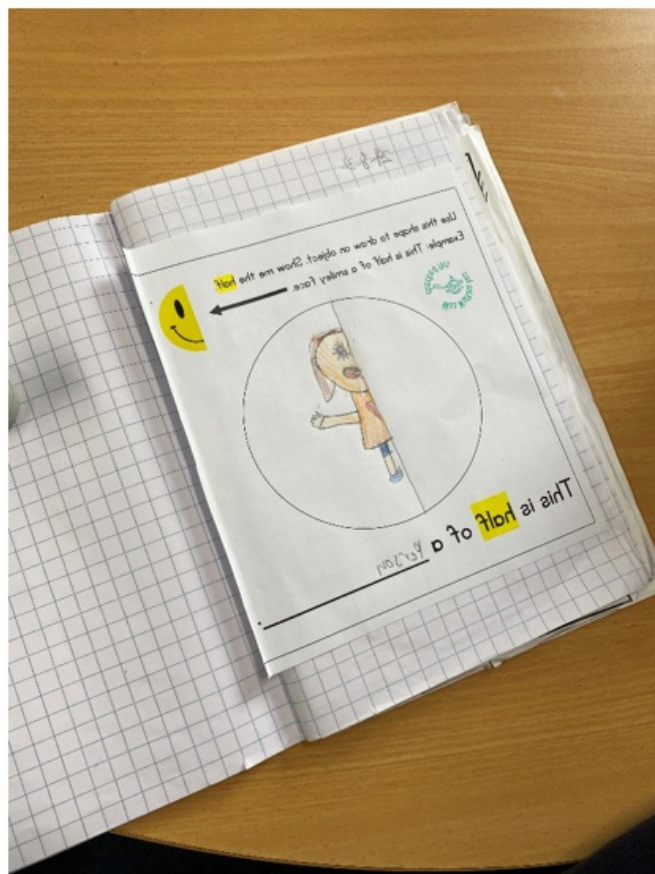 Use this shape to draw an object. Show me the half.
Example: This is half of a smiley face.
This is half of a Person.